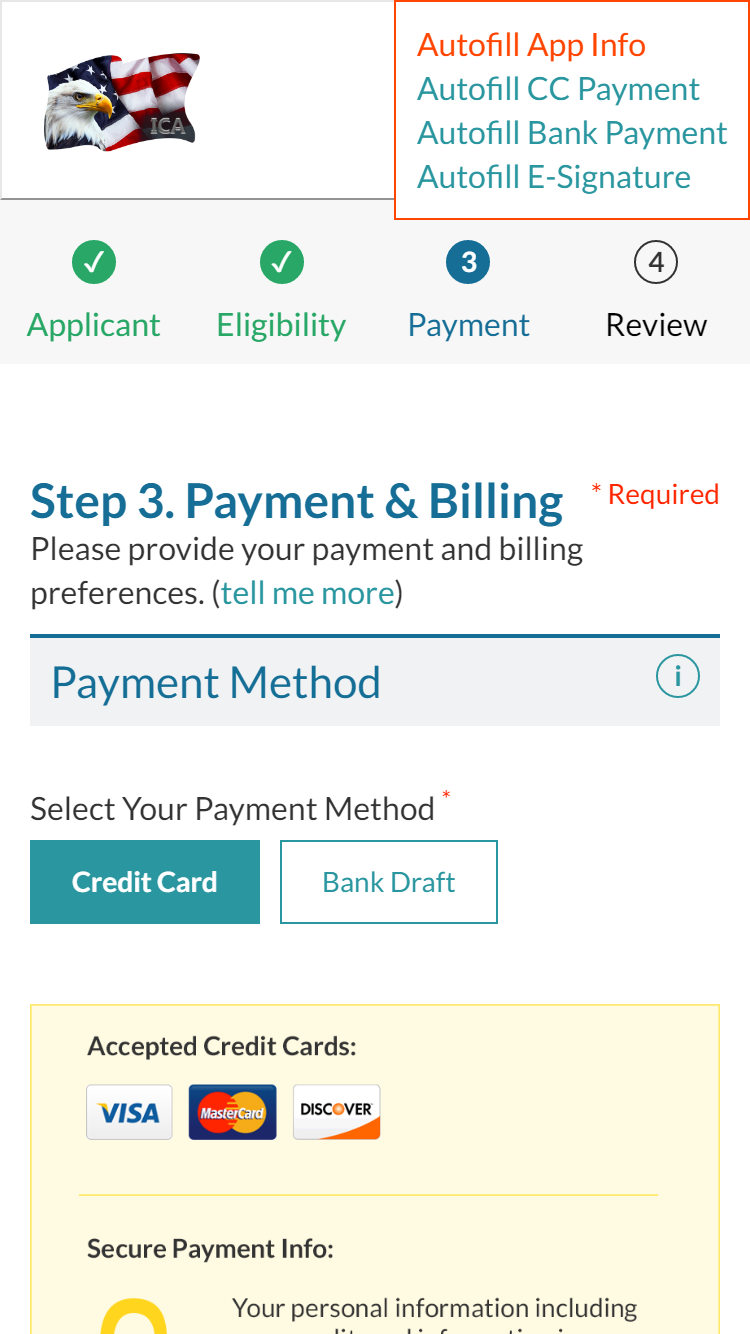 ICA
Autofill App Info
Autofill CC Payment
Autofill Bank Payment
Autofill E-Signature
3
4
Applicant
Eligibility
Payment
Review
Step 3. Payment & Billing
* Required
Please provide your payment and billing
preferences. (tell me more)
Payment Method
i
Select Your Payment Method *
Credit Card
Bank Draft
Accepted Credit Cards:
VISA
MasterCard
DISCOVER
Secure Payment Info:
Your personal information including